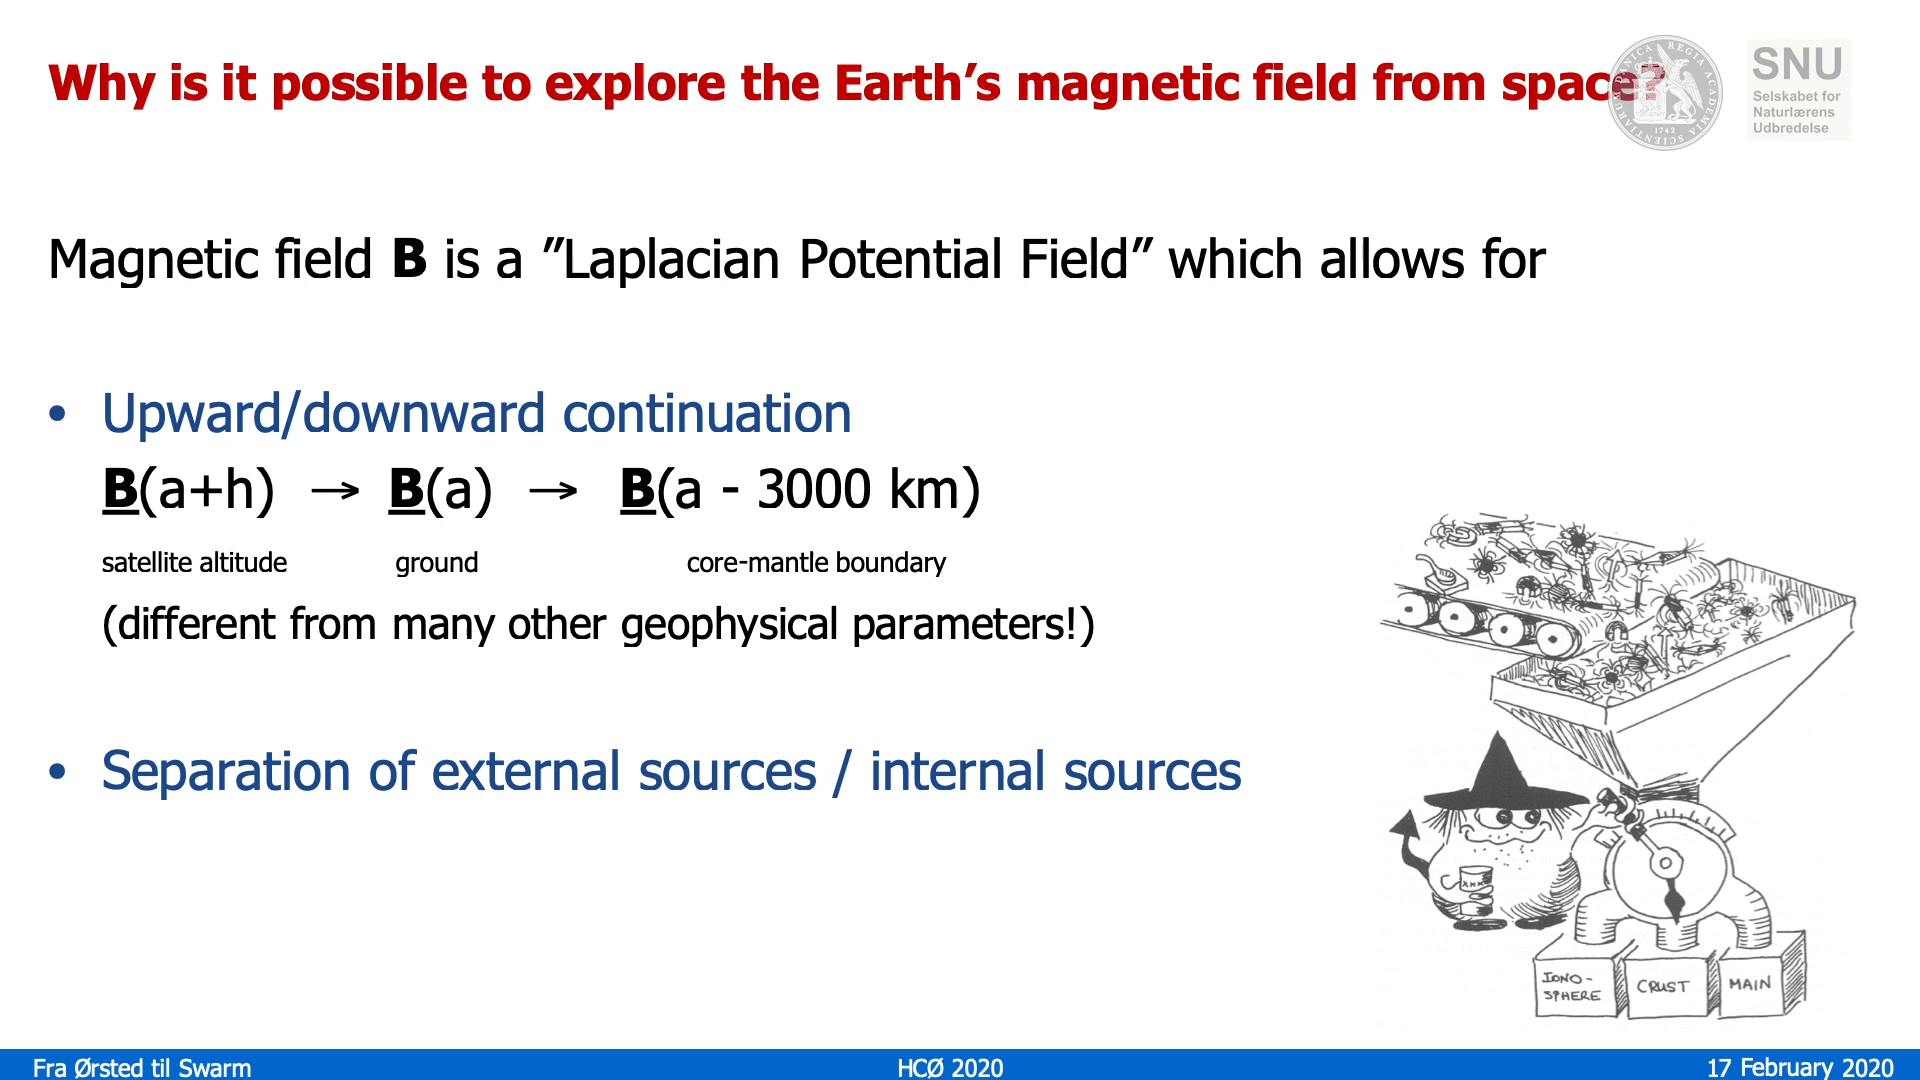 Why is it possible to explore the Earth’s magnetic field from space?
SNU
Selskabet for
Naturlærens
Udbredelse
1742
Magnetic field B is a ”Laplacian Potential Field” which allows for
• Upward/downward continuation
B(a+h) → B(a) → B(a - 3000 km)
satellite altitude ground core-mantle boundary
(different from many other geophysical parameters!)
• Separation of external sources / internal sources
xxx
IONO-
SPHERE
CRUST
MAIN
Fra Ørsted til Swarm HCØ 2020 17 February 2020